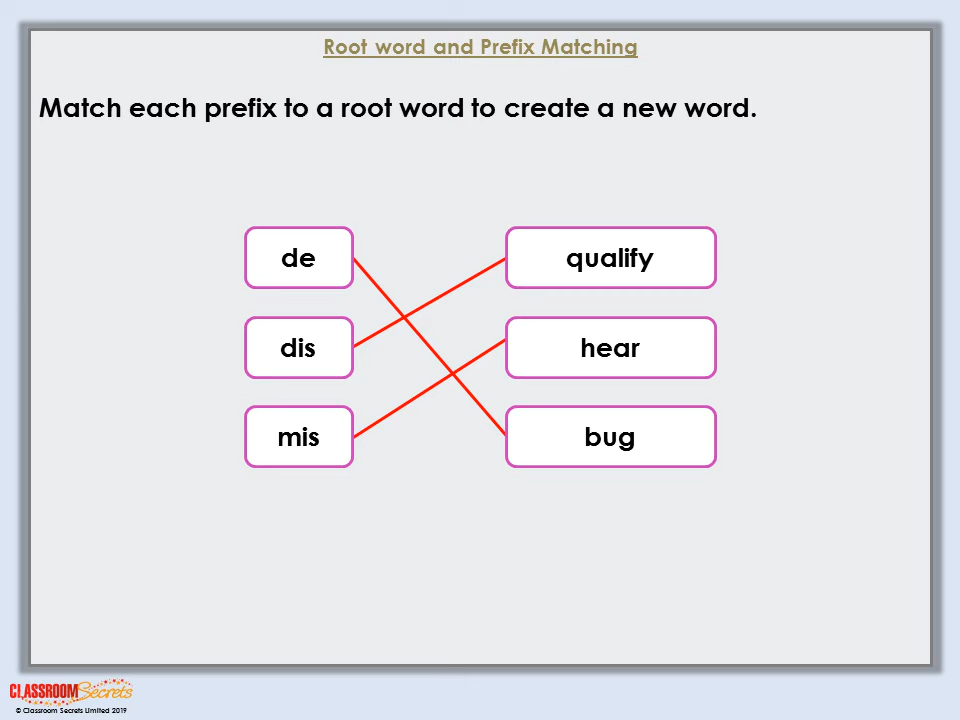 Root word and Prefix Matching
Match each prefix to a root word to create a new word.
de
qualify
dis
hear
mis
bug
CLASSROOM Secrets
© Classroom Secrets Limited 2019